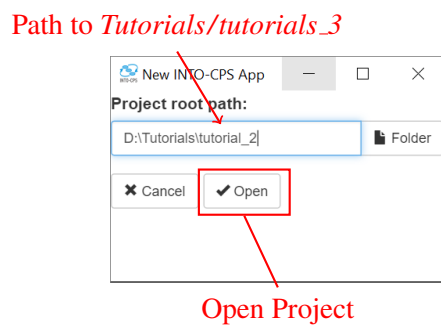 Path to Tutorials/tutorials_3
New INTO-CPS App
Project root path:
D:\Tutorials\tutorial_2
Folder
Cancel
Open
Open Project